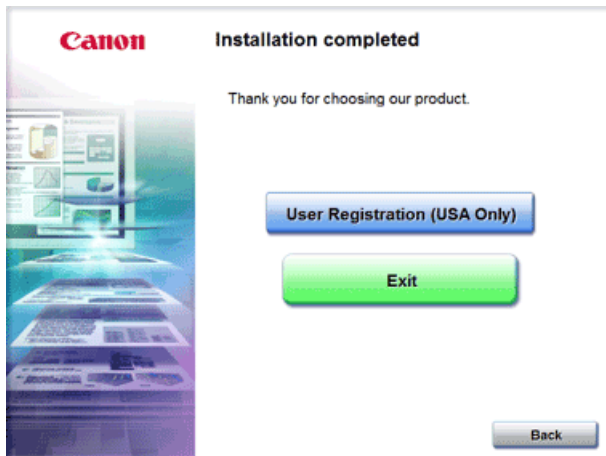 Canon
Installation completed
Thank you for choosing our product.
User Registration (USA Only)
Exit
Back